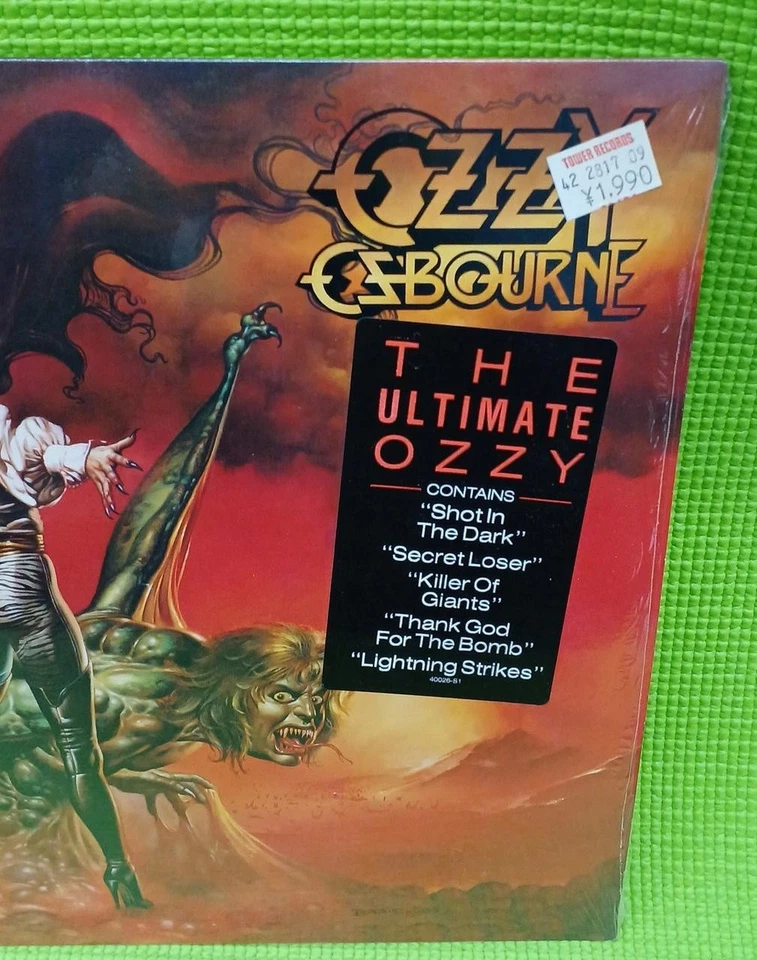 OZZY
OSBOURNE
TOWER RECORDS
42 2817 09
¥1.990
THE
ULTIMATE
OZZY
CONTAINS
"Shot In
The Dark"
"Secret Loser"
"Killer Of
Giants"
"Thank God
For The Bomb"
"Lightning Strikes"
40026-S1